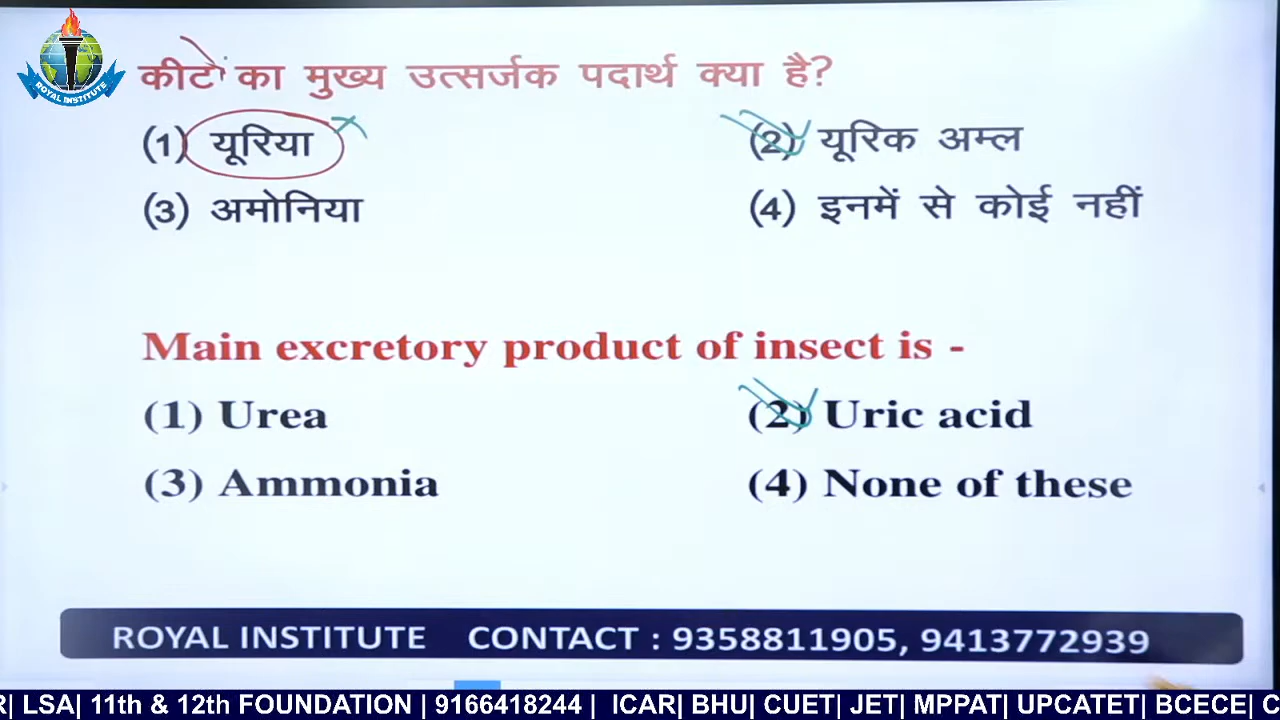 कीटों का मुख्य उत्सर्जक पदार्थ क्या है?
(1) यूरिया (2) यूरिक अम्ल
(3) अमोनिया (4) इनमें से कोई नहीं
Main excretory product of insect is -
(1) Urea (2) Uric acid
(3) Ammonia (4) None of these
ROYAL INSTITUTE
ROYAL INSTITUTE CONTACT : 9358811905, 9413772939
R| LSA| 11th & 12th FOUNDATION | 9166418244 | ICAR| BHU| CUET| JET| MPPAT| UPCATET| BCECE| C